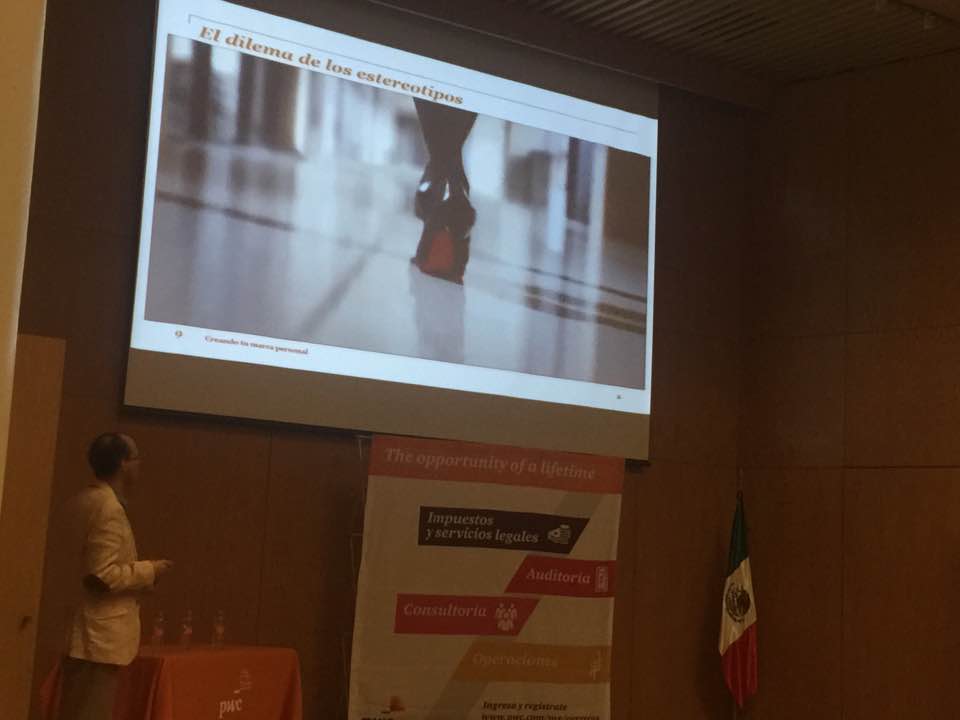 El dilema de los estereotipos
9
Creando tu marca personal
The opportunity of a lifetime
Impuestos
y servicios legales
Auditoría
Consultoría
Operaciones
pwc
Ingresa y regístrate